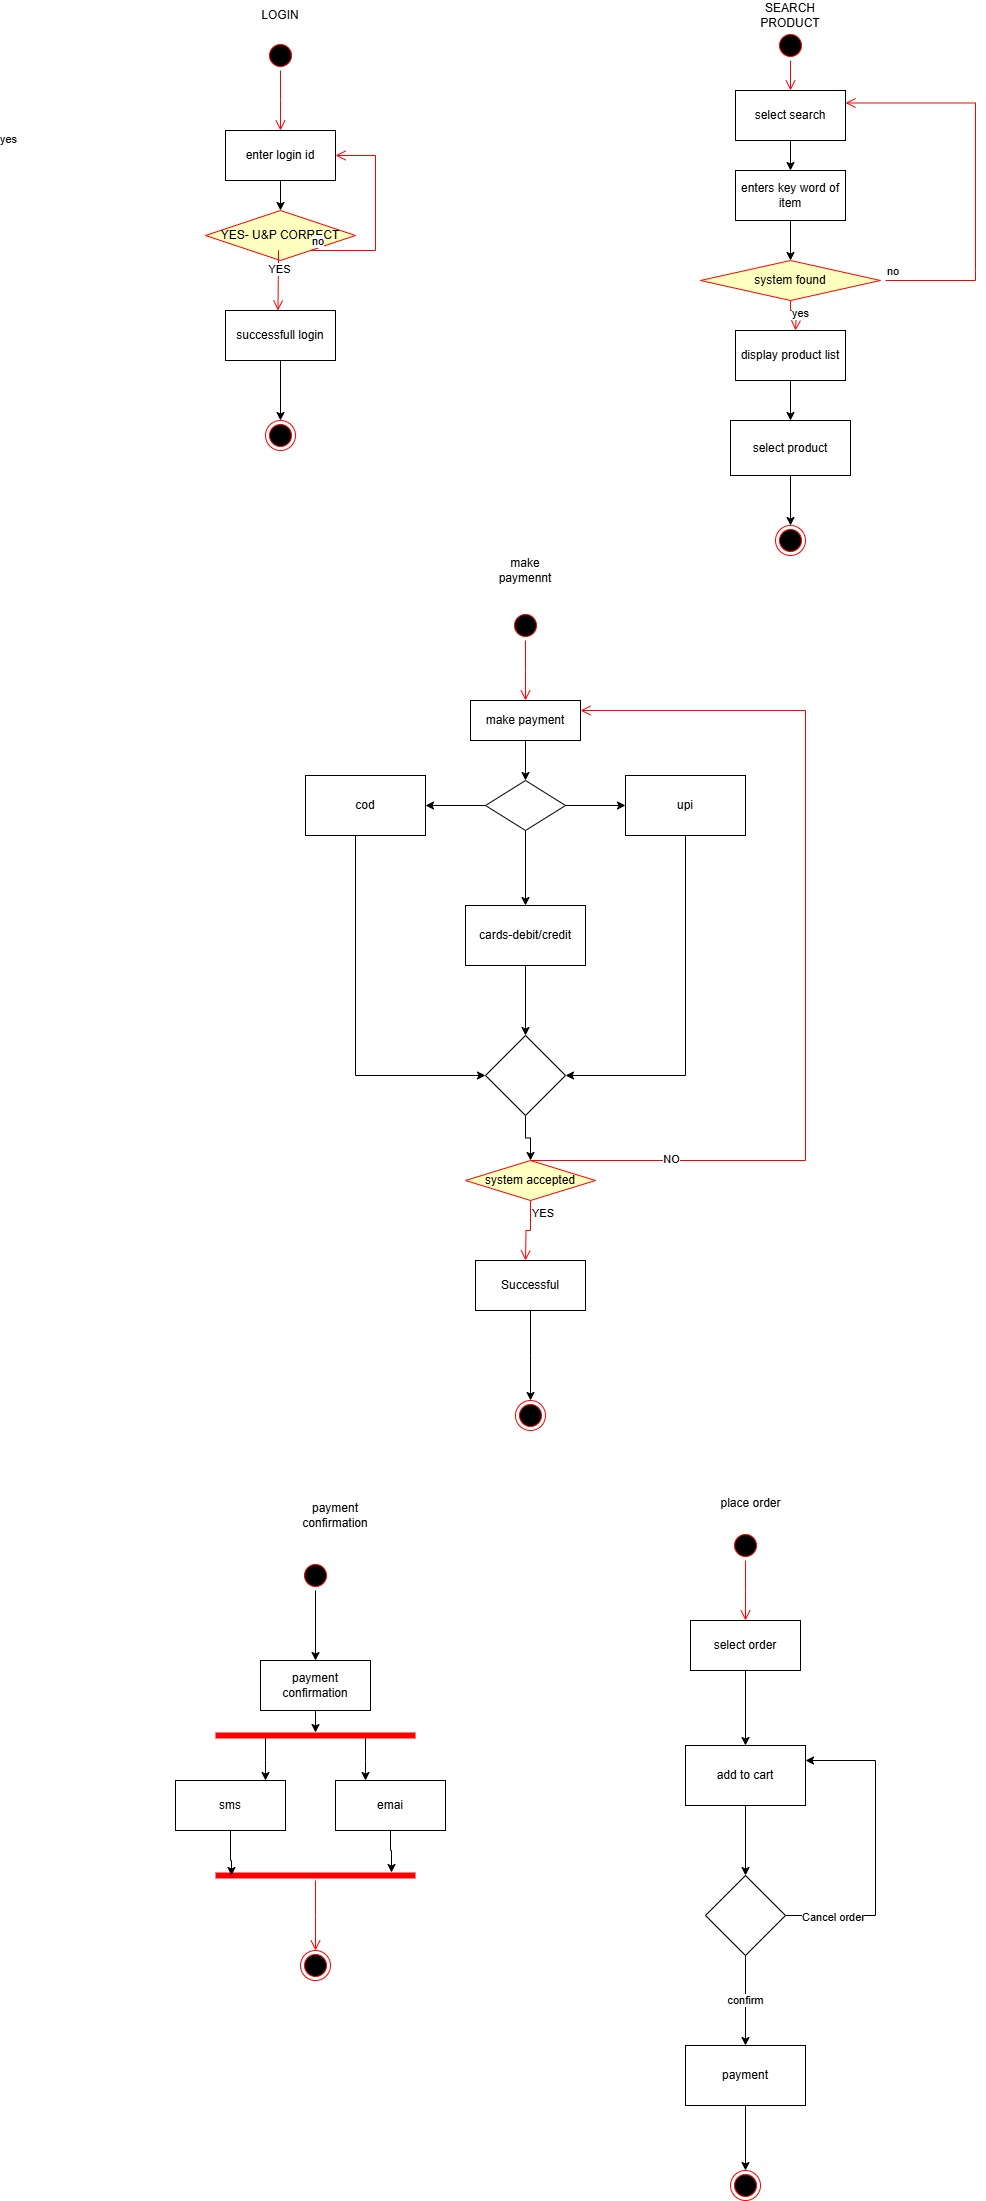 LOGIN
yes
enter login id
YES- U&P CORRECT
no
YES
successfull login
SEARCH
PRODUCT
select search
enters key word of
item
system found
no
yes
display product list
select product
make
paymennt
make payment
cod
upi
cards-debit/credit
NO
system accepted
YES
Successful
payment
confirmation
payment
confirmation
sms
emai
place order
select order
add to cart
Cancel order
confirm
payment